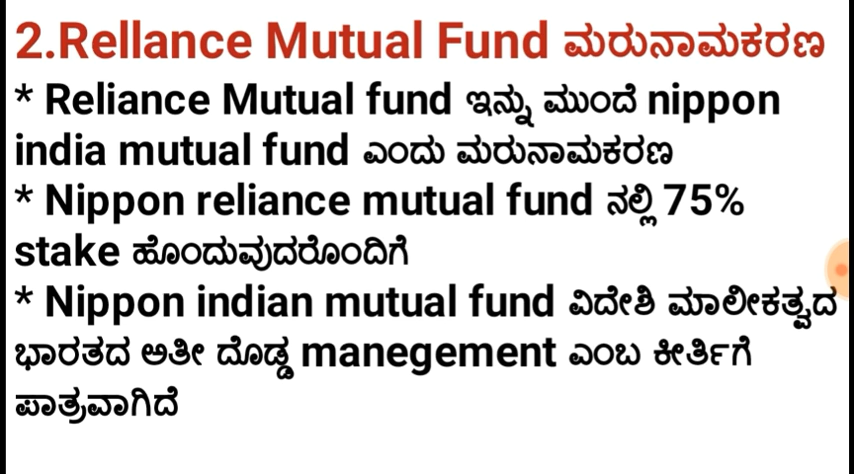 2.Rellance Mutual Fund ಮರುನಾಮಕರಣ
* Reliance Mutual fund ಇನ್ನು ಮುಂದೆ nippon
india mutual fund ಎಂದು ಮರುನಾಮಕರಣ
* Nippon reliance mutual fund ನಲ್ಲಿ 75%
stake ಹೊಂದುವುದರೊಂದಿಗೆ
* Nippon indian mutual fund ವಿದೇಶಿ ಮಾಲೀಕತ್ವದ
ಭಾರತದ ಅತೀ ದೊಡ್ಡ manegement ಎಂಬ ಕೀರ್ತಿಗೆ
ಪಾತ್ರವಾಗಿದೆ